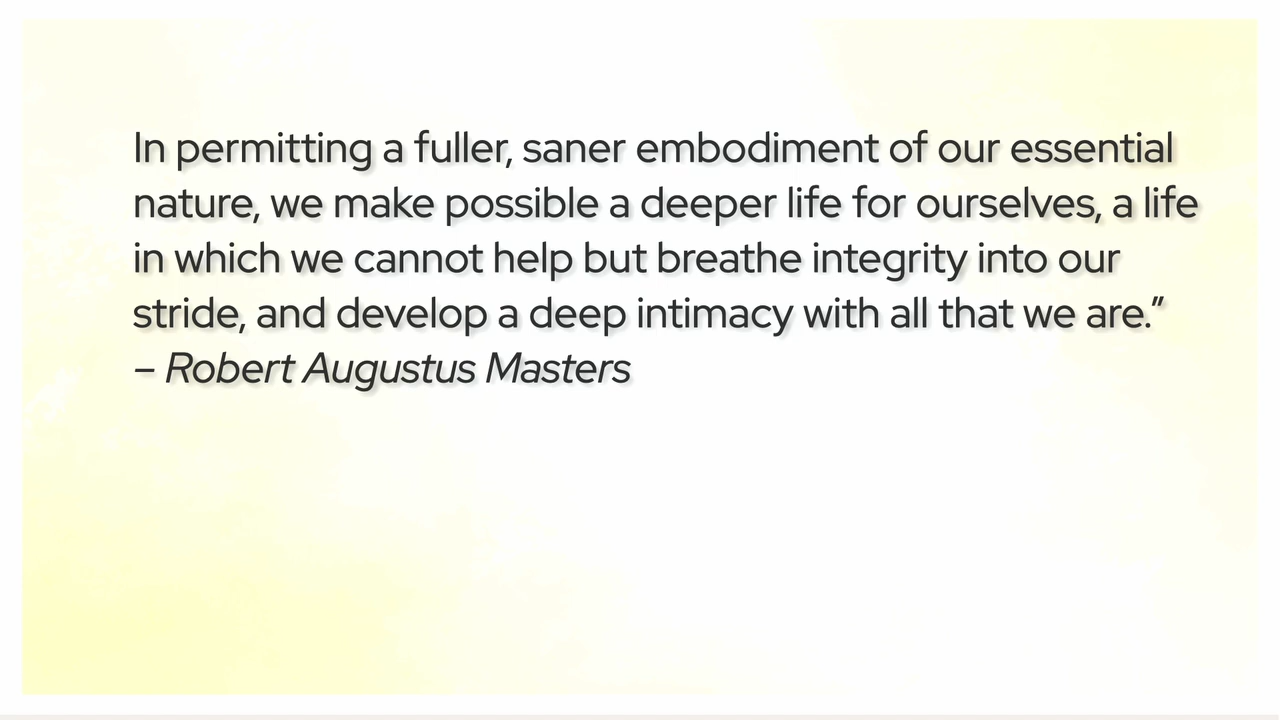 In permitting a fuller, saner embodiment of our essential
nature, we make possible a deeper life for ourselves, a life
in which we cannot help but breathe integrity into our
stride, and develop a deep intimacy with all that we are.”
– Robert Augustus Masters